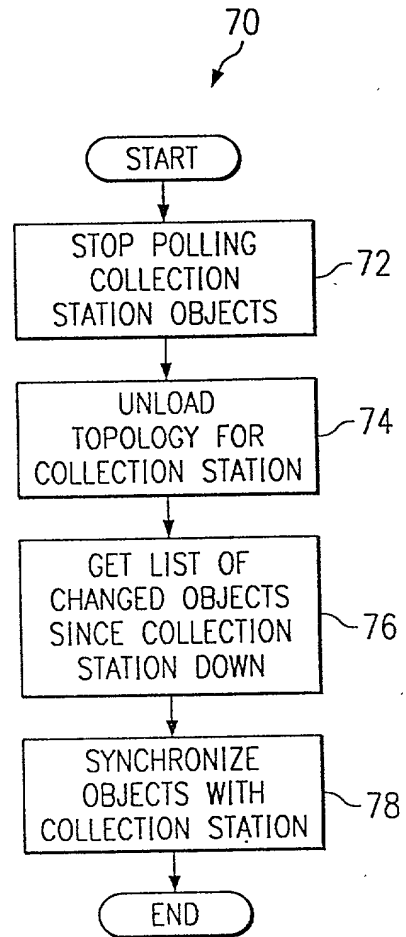 70
START
STOP POLLING
COLLECTION
STATION OBJECTS
72
UNLOAD
TOPOLOGY FOR
COLLECTION STATION
74
GET LIST OF
CHANGED OBJECTS
SINCE COLLECTION
STATION DOWN
76
SYNCHRONIZE
OBJECTS WITH
COLLECTION STATION
78
END